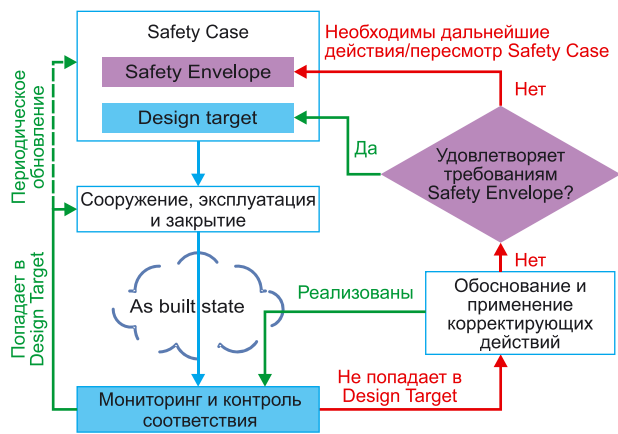 Safety Case
Safety Envelope
Design target
Необходимы дальнейшие
действия/пересмотр Safety Case
Нет
Да
Удовлетворяет
требованиям
Safety Envelope?
Периодическое
обновление
Сооружение, эксплуатация
и закрытие
Нет
As built state
Реализованы
Обоснование и
применение
корректирующих
действий
Попадает в
Design Target
Не попадает в
Design Target
Мониторинг и контроль
соответствия